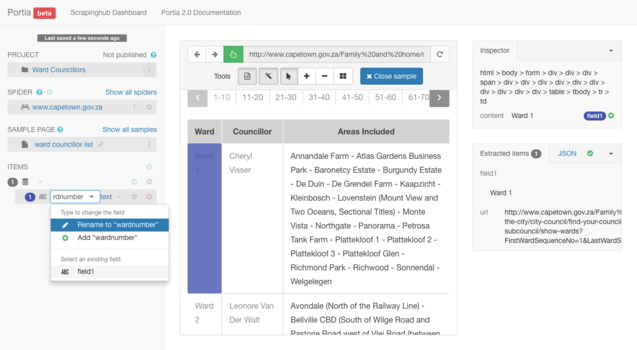 Portia beta Scrapinghub Dashboard Portia 2.0 Documentation
Last saved a few seconds ago
PROJECT Not published
Ward Councillors
SPIDER Show all spiders
www.capetown.gov.za
SAMPLE PAGE Show all samples
ward councillor list
ITEMS
1
1 ABC rdnumber text
Type to change the field
Rename to "wardnumber"
Add "wardnumber"
Select an existing field
ABC field1
http://www.capetown.gov.za/Family%20and%20home/r
Tools Close sample
1-10 11-20 21-30 31-40 41-50 51-60 61-70
Ward Councillor Areas Included
Ward 1
Cheryl Visser
Annandale Farm - Atlas Gardens Business
Park - Baronetcy Estate - Burgundy Estate
- De Duin - De Grendel Farm - Kaapzicht -
Kleinbosch - Lovenstein (Mount View and
Two Oceans, Sectional Titles) - Monte
Vista - Northgate - Panorama - Petrosa
Tank Farm - Plattekloof 1 - Plattekloof 2 -
Plattekloof 3 - Plattekloof Glen -
Richmond Park - Richwood - Sonnendal -
Welgelegen
Ward 2
Leonore Van Der Walt
Avondale (North of the Railway Line) -
Bellville CBD (South of Wilge Road and
Pastorie Road west of Vlei Road (between
Inspector
html > body > form > div > div > div >
span > div > div > div > div > div > div >
div > div > div > div > table > tbody > tr >
td
content Ward 1 field1
Extracted items 1 JSON
field1
Ward 1
url http://www.capetown.gov.za/Family%
the-city/city-council/find-your-council
subcouncil/show-wards?
FirstWardSequenceNo=1&LastWardS